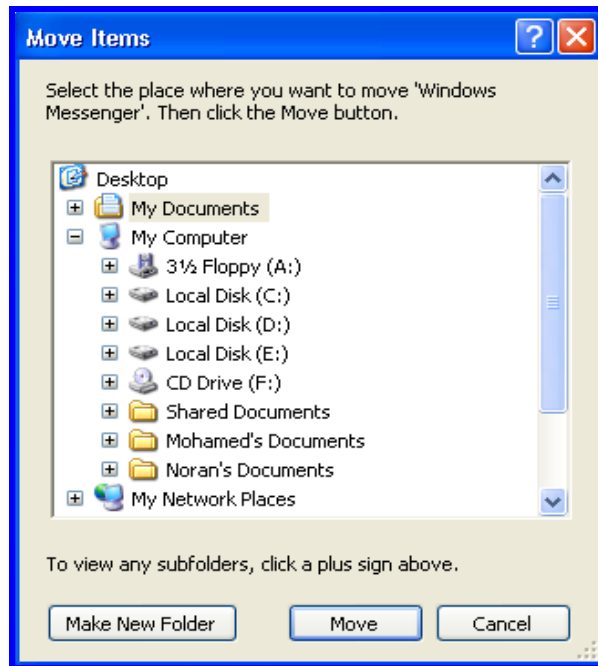 Move Items
Select the place where you want to move 'Windows
Messenger'. Then click the Move button.
Desktop
My Documents
My Computer
3½ Floppy (A:)
Local Disk (C:)
Local Disk (D:)
Local Disk (E:)
CD Drive (F:)
Shared Documents
Mohamed's Documents
Noran's Documents
My Network Places
To view any subfolders, click a plus sign above.
Make New Folder Move Cancel